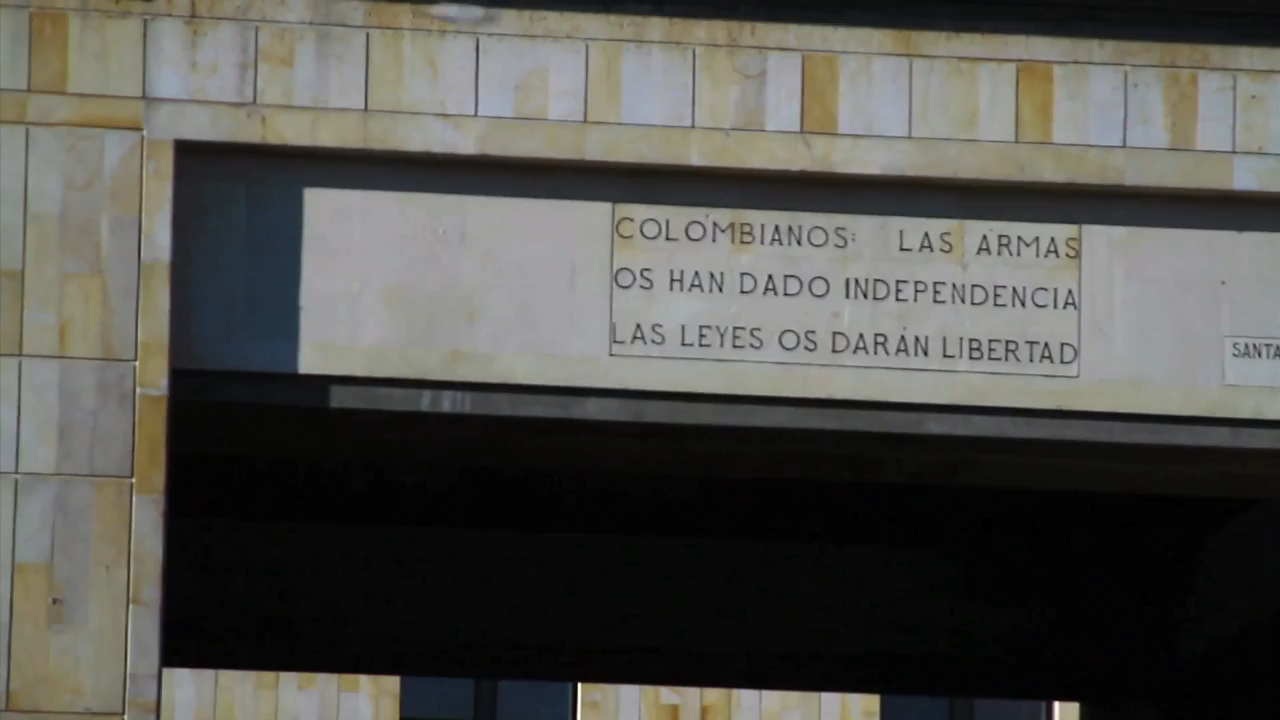 COLOMBIANOS: LAS ARMAS
OS HAN DADO INDEPENDENCIA
LAS LEYES OS DARÁN LIBERTAD
SANTA